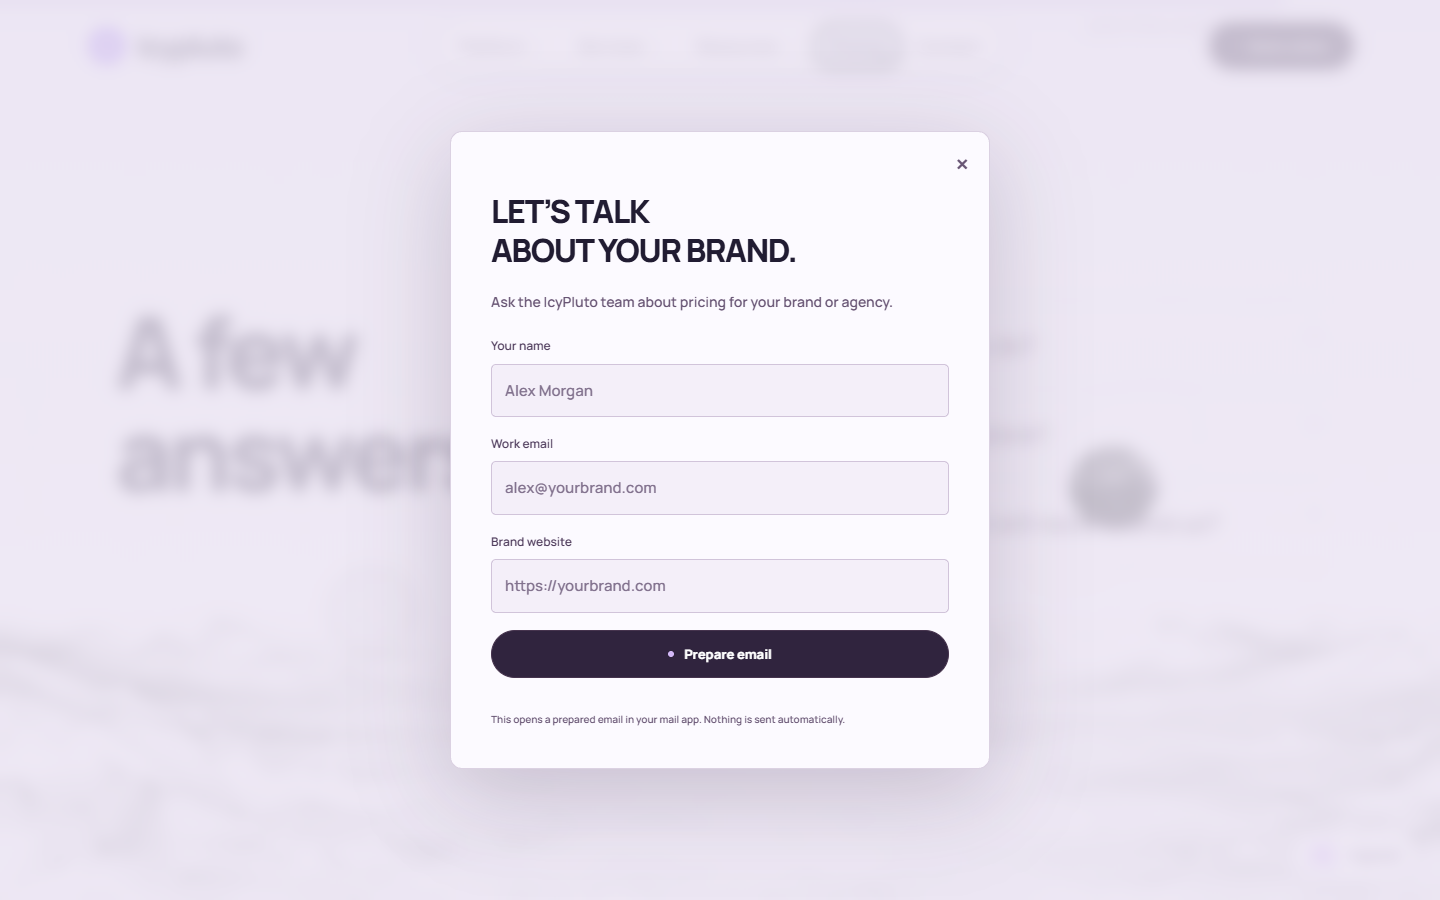 ×
LET'S TALK
ABOUT YOUR BRAND.
Ask the IcyPluto team about pricing for your brand or agency.
Your name
Alex Morgan
Work email
alex@yourbrand.com
Brand website
https://yourbrand.com
Prepare email
This opens a prepared email in your mail app. Nothing is sent automatically.
A few